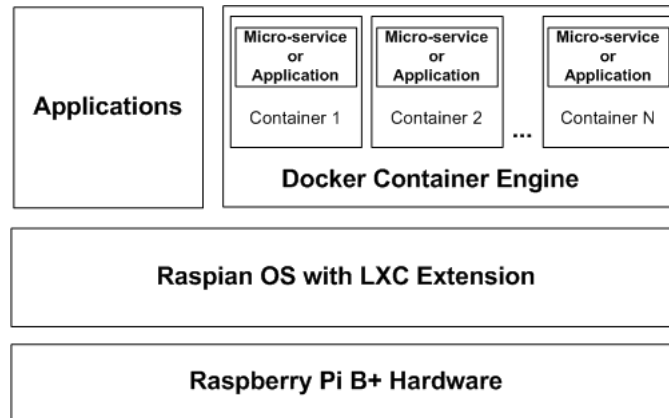 Applications
Micro-service
or
Application
Container 1
Micro-service
or
Application
Container 2
...
Micro-service
or
Application
Container N
Docker Container Engine
Raspian OS with LXC Extension
Raspberry Pi B+ Hardware